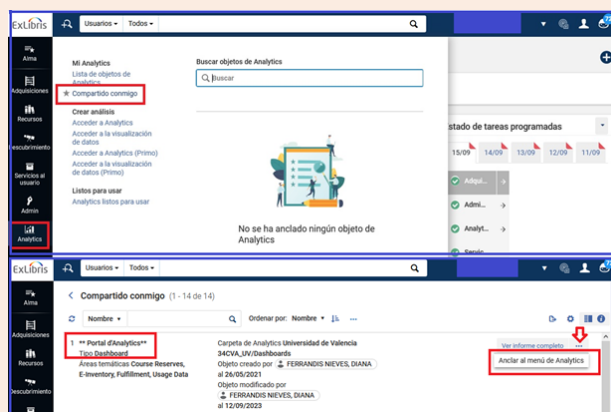 ExLibris
Usuarios
Todos
Alma
Adquisiciones
Recursos
Descubrimiento
Servicios al
usuario
Admin
Analytics
Mi Analytics
Lista de objetos de
Analytics
Compartido conmigo
Crear análisis
Acceder a Analytics
Acceder a la visualización
de datos
Acceder a Analytics (Primo)
Acceder a la visualización
de datos (Primo)
Listos para usar
Analytics listos para usar
Buscar objetos de Analytics
Buscar
No se ha anclado ningún objeto de
Analytics
stado de tareas programadas
15/09 14/09 13/09 12/09 11/09
Adqui...
Admi...
Analyt...
Servic
ExLibris
Usuarios
Todos
Alma
Adquisiciones
Recursos
Descubrimiento
Servicios al
usuario
Compartido conmigo (1 - 14 de 14)
Nombre
Ordenar por: Nombre
1 ** Portal d'Analytics**
Tipo Dashboard
Áreas temáticas Course Reserves,
E-Inventory, Fulfillment, Usage Data
Carpeta de Analytics Universidad de Valencia
34CVA_UV/Dashboards
Objeto creado por FERRANDIS NIEVES, DIANA
al 26/05/2021
Objeto modificado por
FERRANDIS NIEVES, DIANA
al 12/09/2023
Ver informe completo ...
Anclar al menú de Analytics